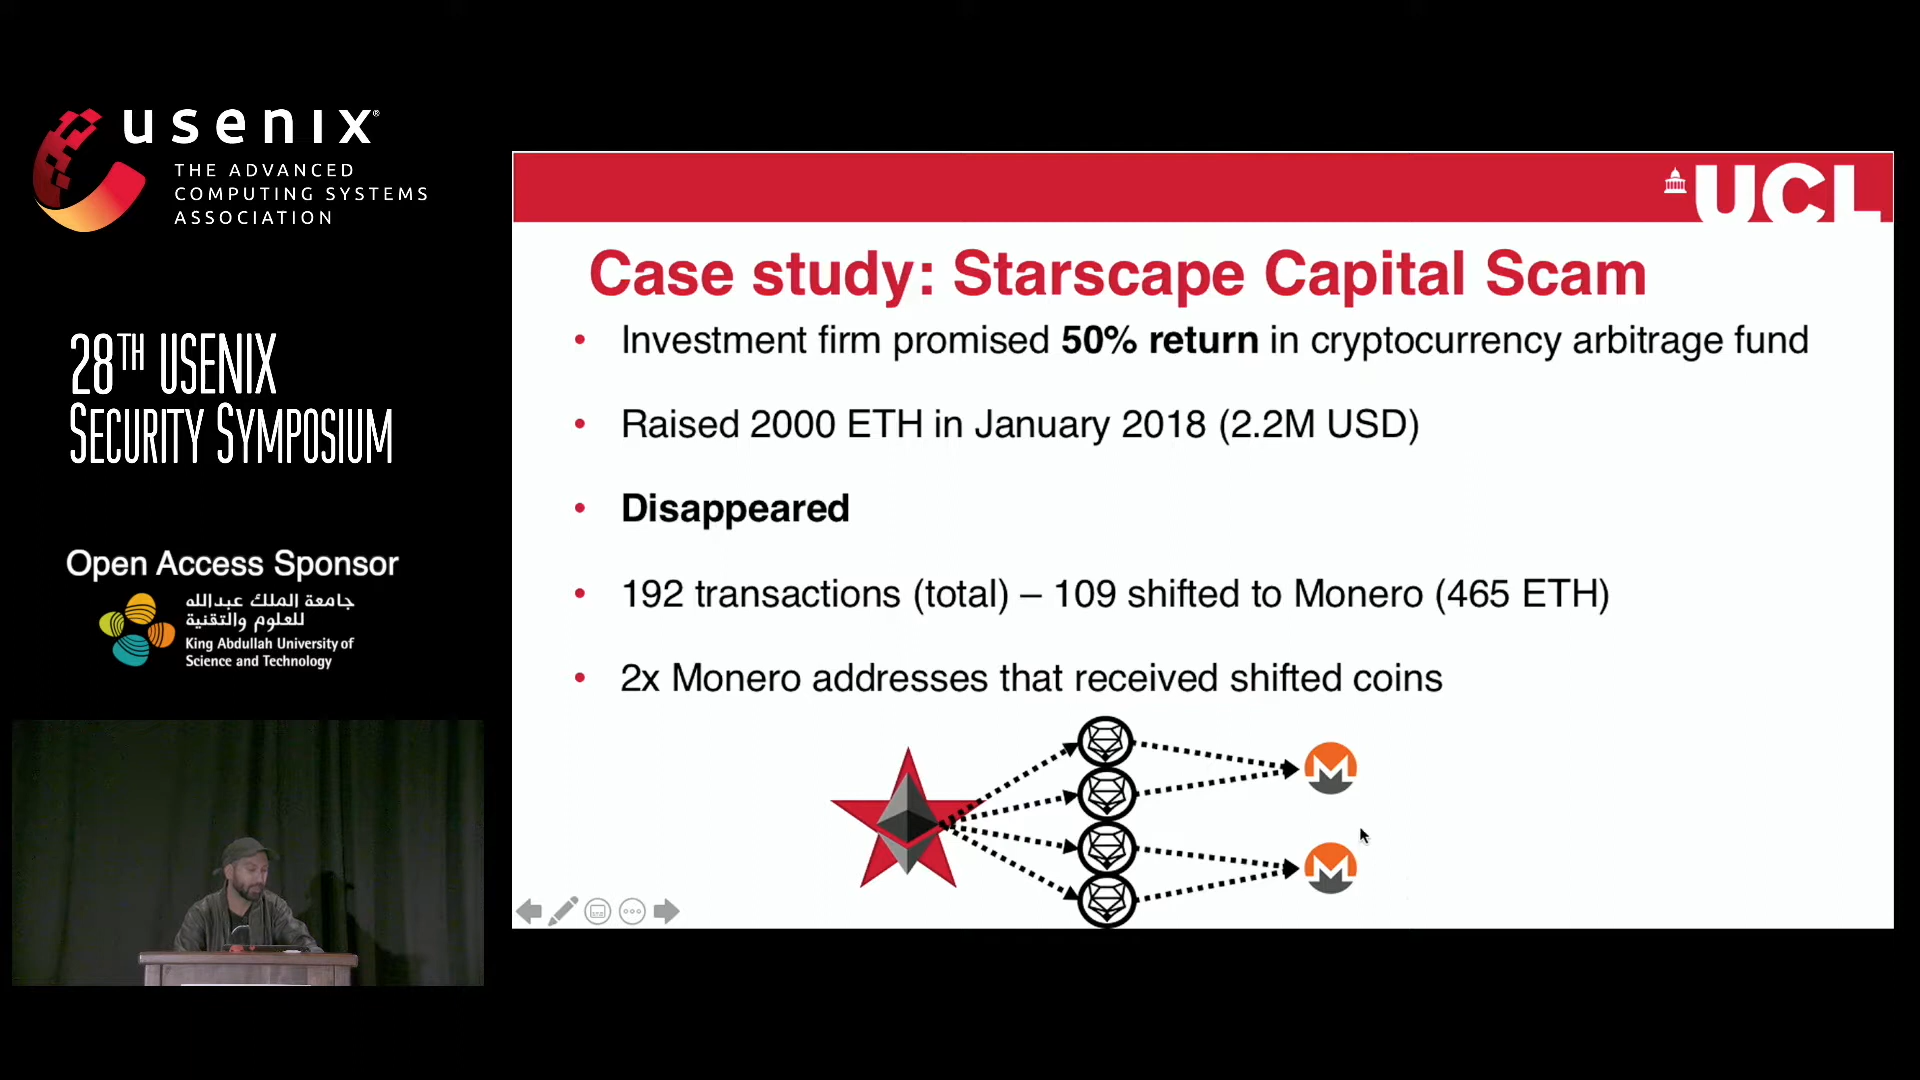 usenix®
THE ADVANCED
COMPUTING SYSTEMS
ASSOCIATION
28TH USENIX
SECURITY SYMPOSIUM
Open Access Sponsor
جامعة الملك عبدالله
للعلوم والتقنية
King Abdullah University of
Science and Technology
UCL
Case study: Starscape Capital Scam
• Investment firm promised 50% return in cryptocurrency arbitrage fund
• Raised 2000 ETH in January 2018 (2.2M USD)
• Disappeared
• 192 transactions (total) – 109 shifted to Monero (465 ETH)
• 2x Monero addresses that received shifted coins